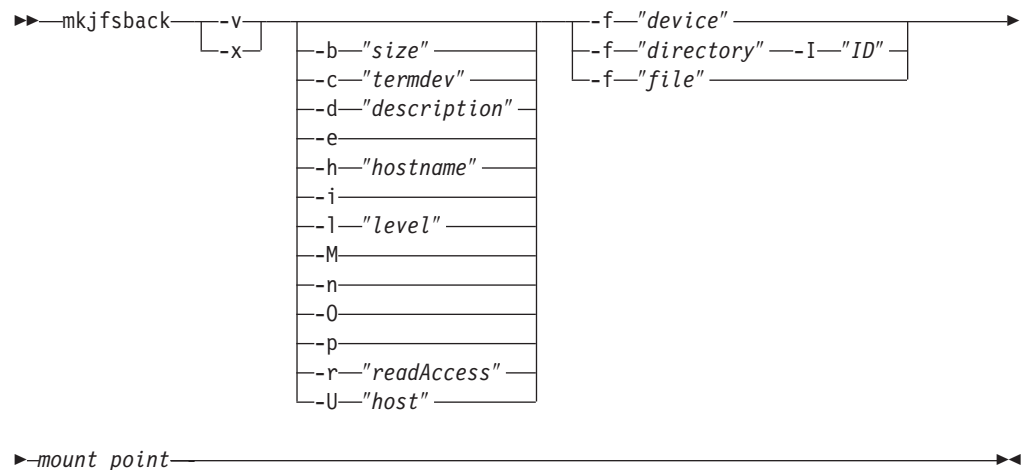 mkjfsback -v -f "device"
-x -b "size" -f "directory" -I "ID"
-c "termdev" -f "file"
-d "description"
-e
-h "hostname"
-i
-l "level"
-M
-n
-O
-p
-r "readAccess"
-U "host"
mount point